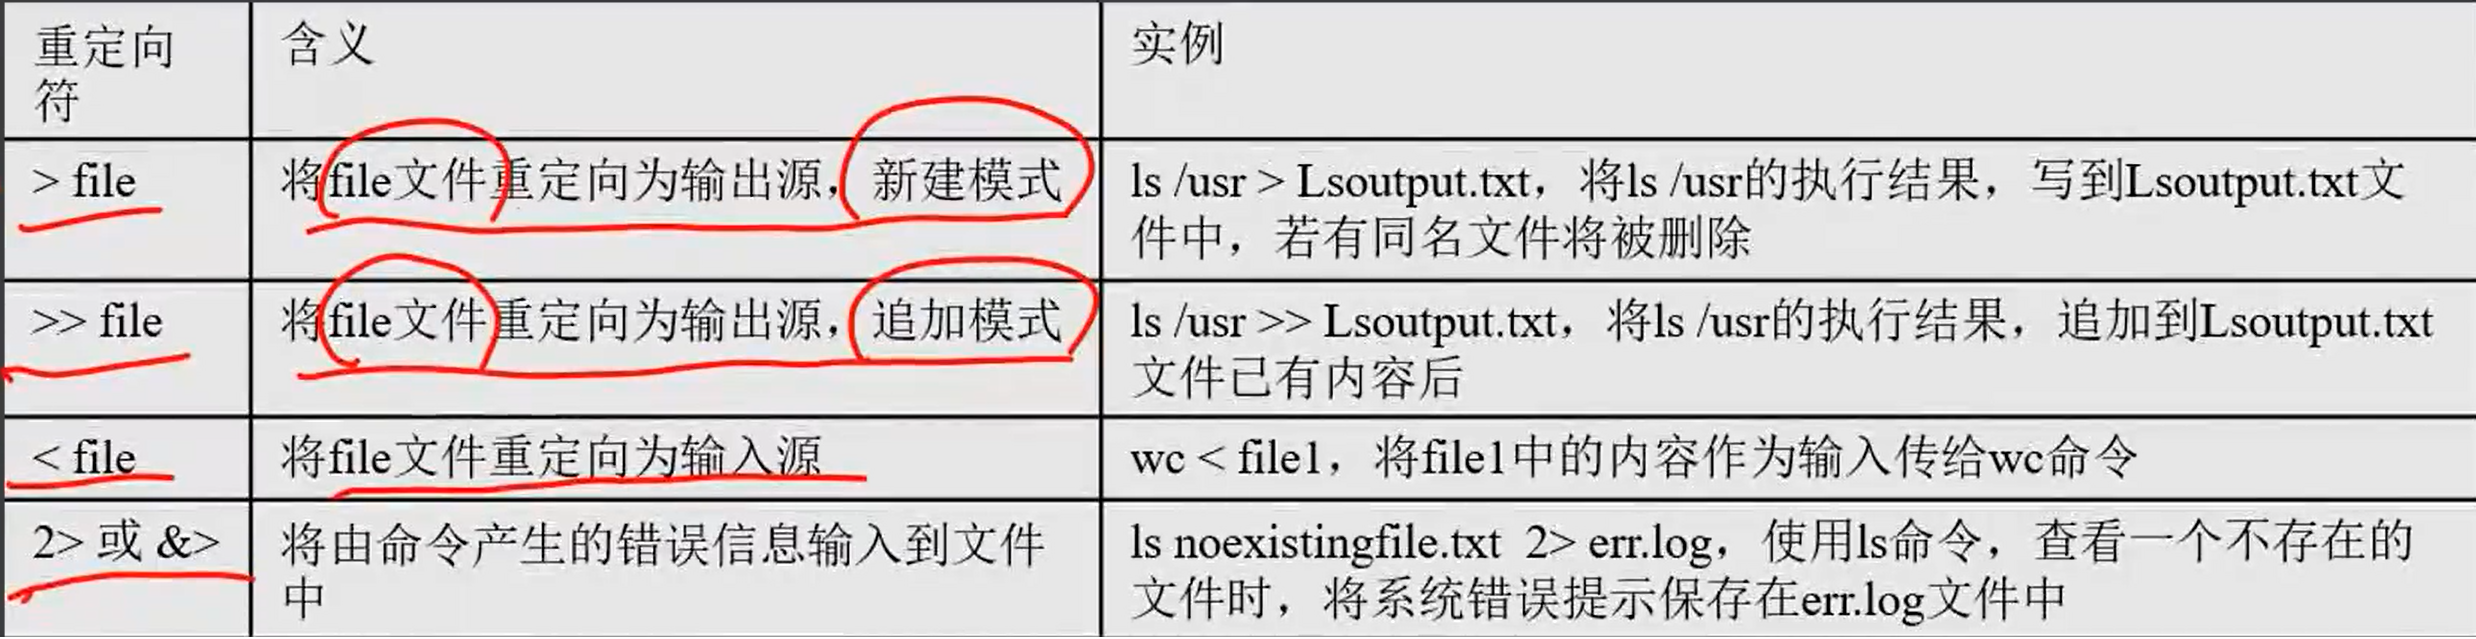 重定向
符
含义
实例
> file
将file文件重定向为输出源，新建模式
ls /usr > Lsoutput.txt，将ls /usr的执行结果，写到Lsoutput.txt文
件中，若有同名文件将被删除
>> file
将file文件重定向为输出源，追加模式
ls /usr >> Lsoutput.txt，将ls /usr的执行结果，追加到Lsoutput.txt
文件已有内容后
< file
将file文件重定向为输入源
wc < file1，将file1中的内容作为输入传给wc命令
2> 或 &>
将由命令产生的错误信息输入到文件
中
ls noexistingfile.txt  2> err.log，使用ls命令，查看一个不存在的
文件时，将系统错误提示保存在err.log文件中